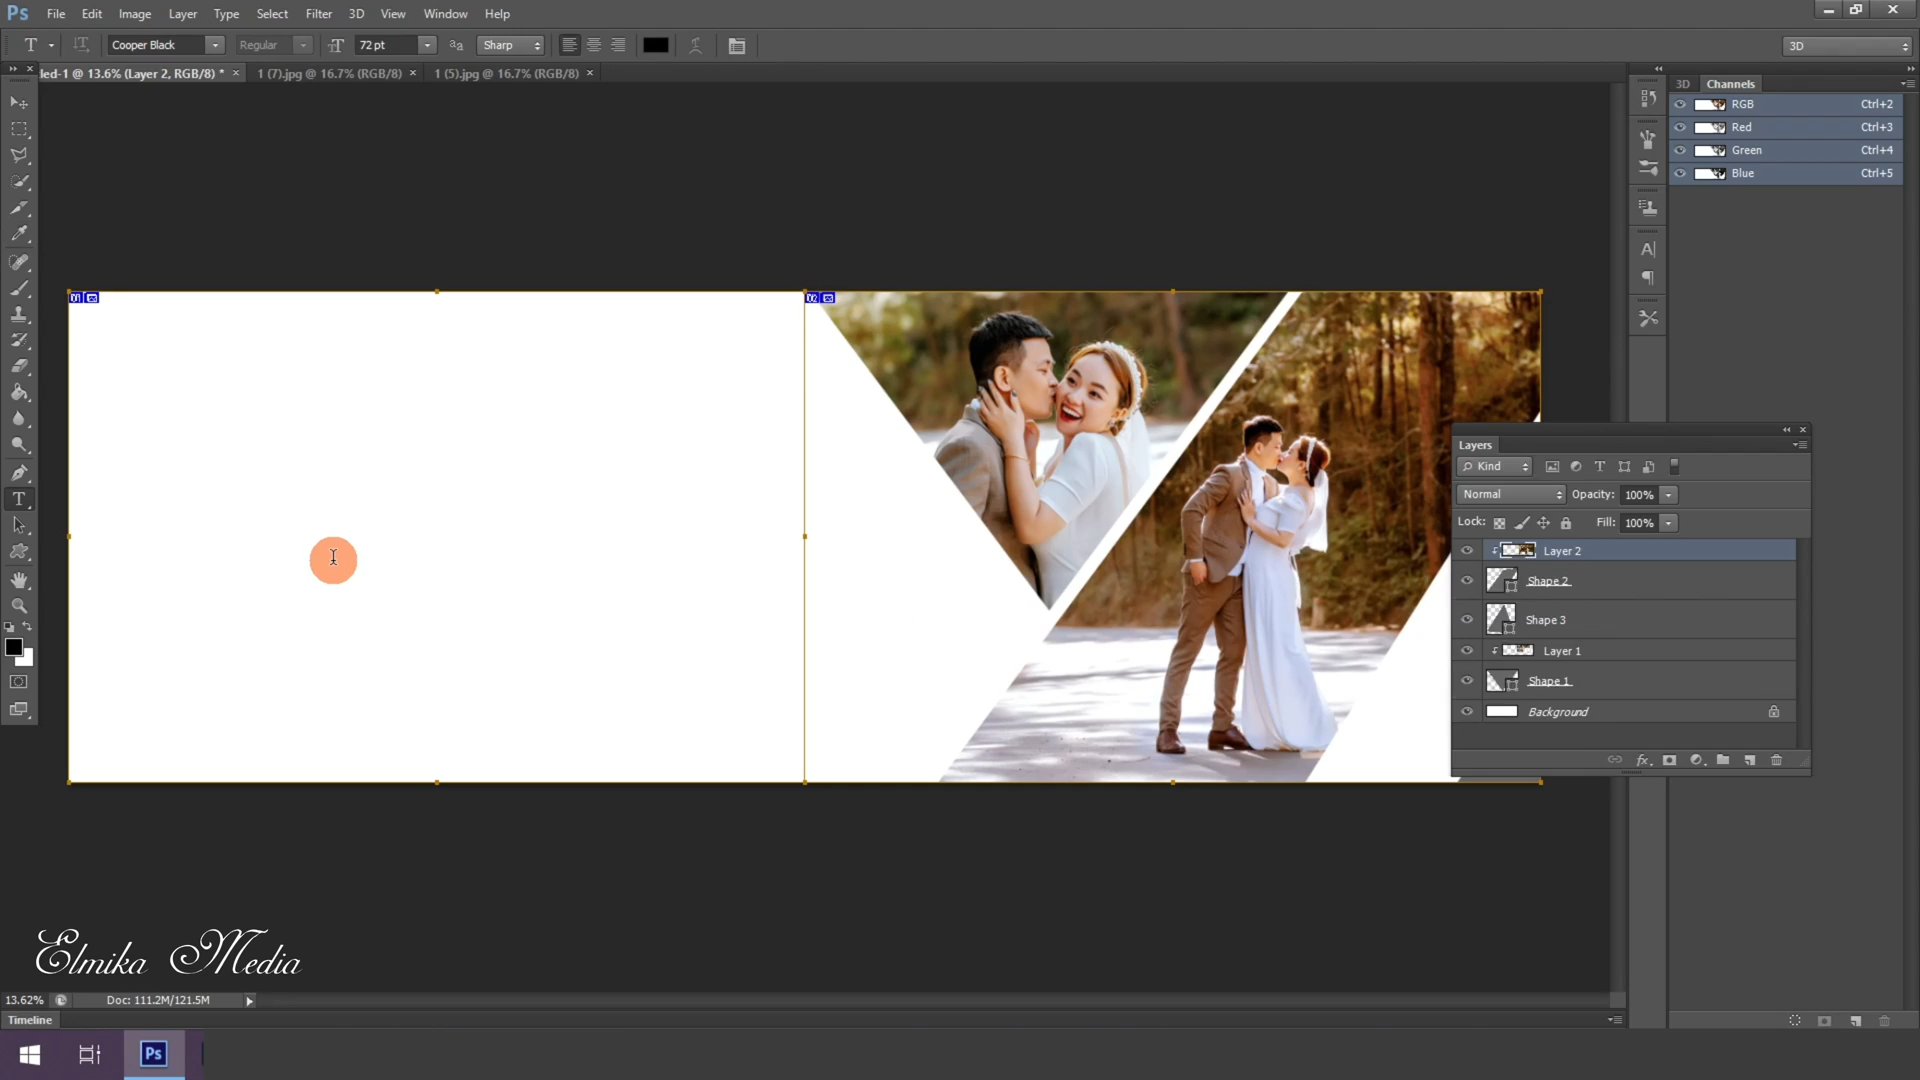 Ps File Edit Image Layer Type Select Filter 3D View Window Help
T Cooper Black Regular 72 pt Sharp 3D
led-1 @ 13.6% (Layer 2, RGB/8) * × 1 (7).jpg @ 16.7% (RGB/8) × 1 (5).jpg @ 16.7% (RGB/8) ×
3D Channels
RGB Ctrl+2
Red Ctrl+3
Green Ctrl+4
Blue Ctrl+5
01 02
Layers
Kind
Normal Opacity: 100%
Lock: Fill: 100%
Layer 2
Shape 2
Shape 3
Layer 1
Shape 1
Background
fx
Elmika Media
13.62% Doc: 111.2M/121.5M
Timeline
Ps